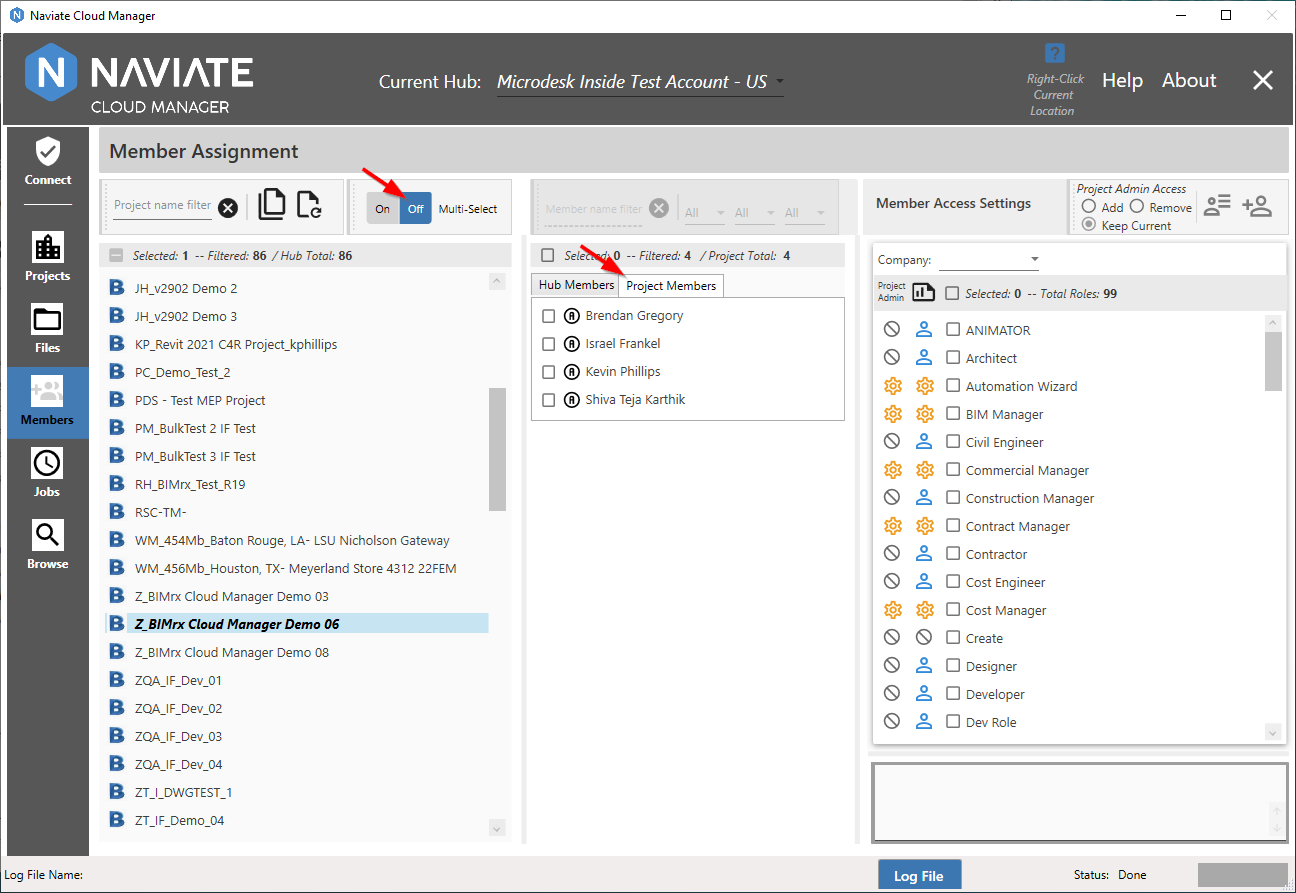 Naviate Cloud Manager
N NAVIATE
CLOUD MANAGER
Current Hub: Microdesk Inside Test Account - US
?
Right-Click
Current
Location
Help About
Connect
Projects
Files
Members
Jobs
Browse
Member Assignment
Project name filter
On Off Multi-Select
Member name filter All All All
Member Access Settings
Project Admin Access
Add Remove
Keep Current
Selected: 1 -- Filtered: 86 / Hub Total: 86
JH_v2902 Demo 2
JH_v2902 Demo 3
KP_Revit 2021 C4R Project_kphillips
PC_Demo_Test_2
PDS - Test MEP Project
PM_BulkTest 2 IF Test
PM_BulkTest 3 IF Test
RH_BIMrx_Test_R19
RSC-TM-
WM_454Mb_Baton Rouge, LA- LSU Nicholson Gateway
WM_456Mb_Houston, TX- Meyerland Store 4312 22FEM
Z_BIMrx Cloud Manager Demo 03
Z_BIMrx Cloud Manager Demo 06
Z_BIMrx Cloud Manager Demo 08
ZQA_IF_Dev_01
ZQA_IF_Dev_02
ZQA_IF_Dev_03
ZQA_IF_Dev_04
ZT_I_DWGTEST_1
ZT_IF_Demo_04
Selected: 0 -- Filtered: 4 / Project Total: 4
Hub Members Project Members
Brendan Gregory
Israel Frankel
Kevin Phillips
Shiva Teja Karthik
Company:
Project
Admin
Selected: 0 -- Total Roles: 99
ANIMATOR
Architect
Automation Wizard
BIM Manager
Civil Engineer
Commercial Manager
Construction Manager
Contract Manager
Contractor
Cost Engineer
Cost Manager
Create
Designer
Developer
Dev Role
Log File Name:
Log File
Status: Done